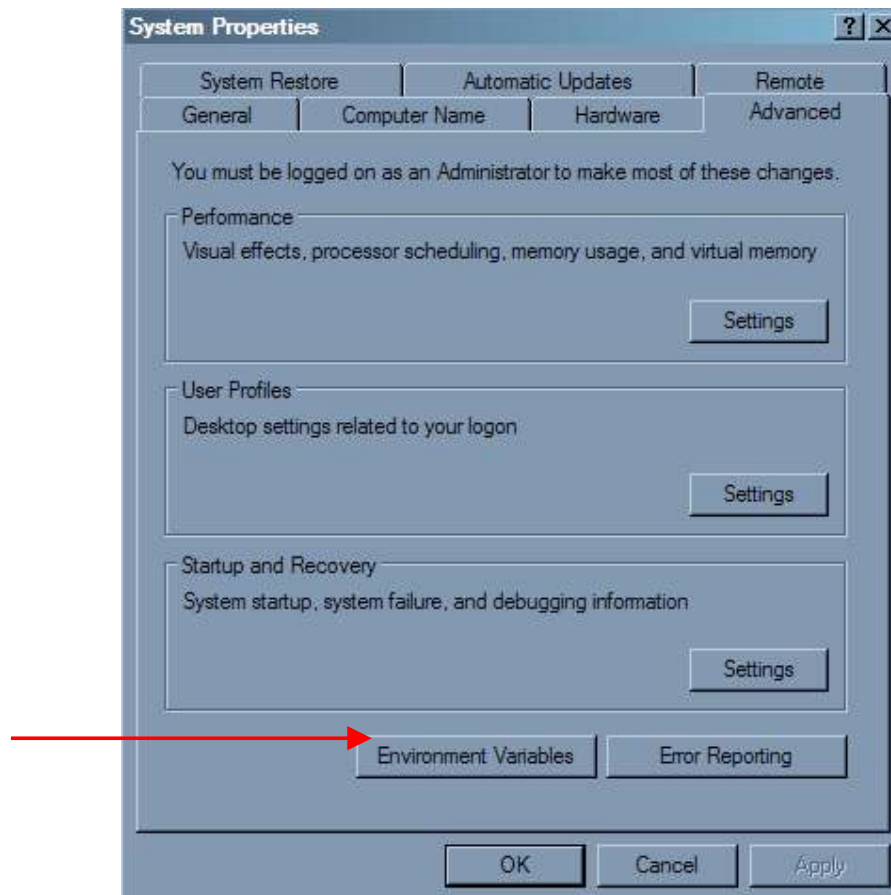 System Properties
System Restore
Automatic Updates
Remote
General
Computer Name
Hardware
Advanced
You must be logged on as an Administrator to make most of these changes.
Performance
Visual effects, processor scheduling, memory usage, and virtual memory
Settings
User Profiles
Desktop settings related to your logon
Settings
Startup and Recovery
System startup, system failure, and debugging information
Settings
Environment Variables
Error Reporting
OK
Cancel
Apply